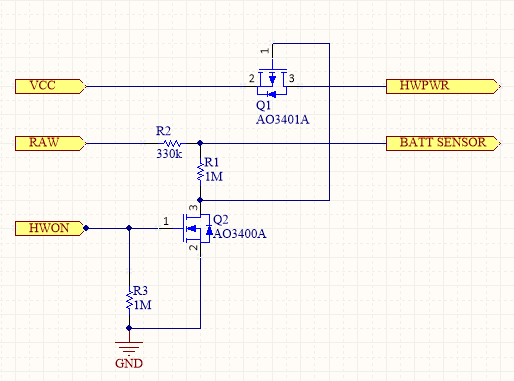 1
VCC
2
3
HWPWR
Q1
AO3401A
RAW
R2
330k
BATT SENSOR
R1
1M
3
HWON
1
Q2
AO3400A
2
R3
1M
GND